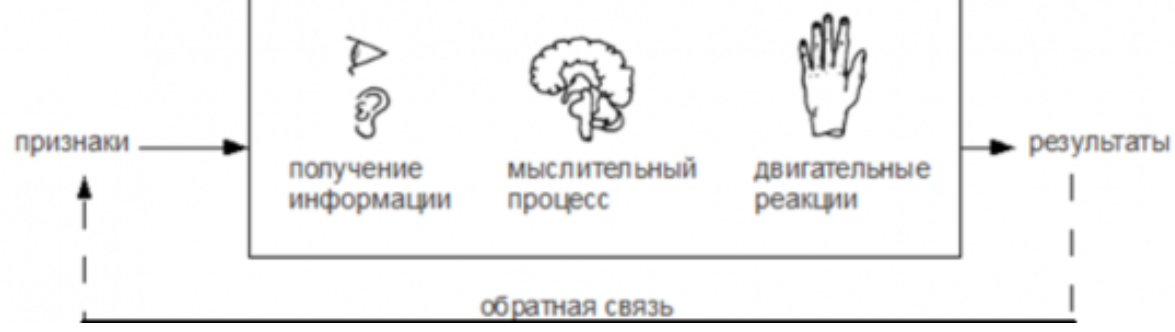 признаки
получение
информации
мыслительный
процесс
двигательные
реакции
результаты
обратная связь